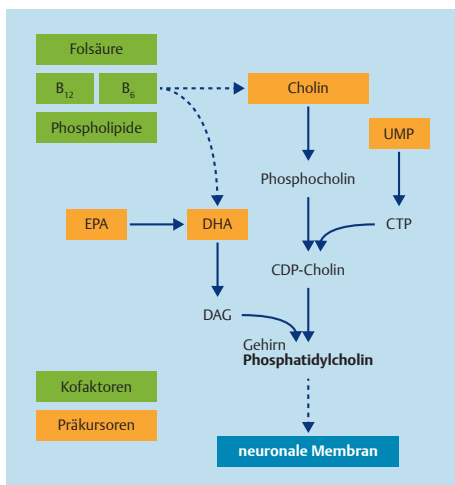 Folsäure
B12 B6
Cholin
Phospholipide
UMP
Phosphocholin
EPA DHA CTP
CDP-Cholin
DAG
Gehirn
Phosphatidylcholin
Kofaktoren
Präkursoren
neuronale Membran